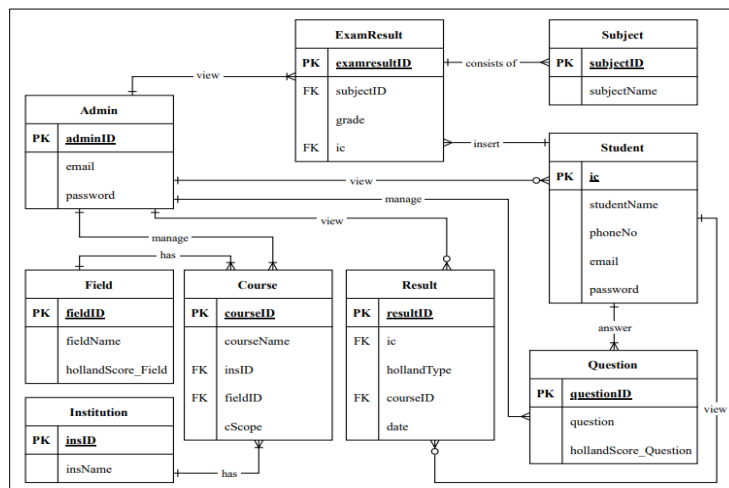 ExamResult
PK examresultID
FK subjectID
grade
FK ic
consists of
Subject
PK subjectID
subjectName
view
Admin
PK adminID
email
password
insert
Student
PK ic
studentName
phoneNo
email
password
view
manage
view
manage
has
Field
PK fieldID
fieldName
hollandScore_Field
Course
PK courseID
courseName
FK insID
FK fieldID
cScope
Result
PK resultID
FK ic
hollandType
FK courseID
date
answer
Question
PK questionID
question
hollandScore_Question
view
Institution
PK insID
insName
has